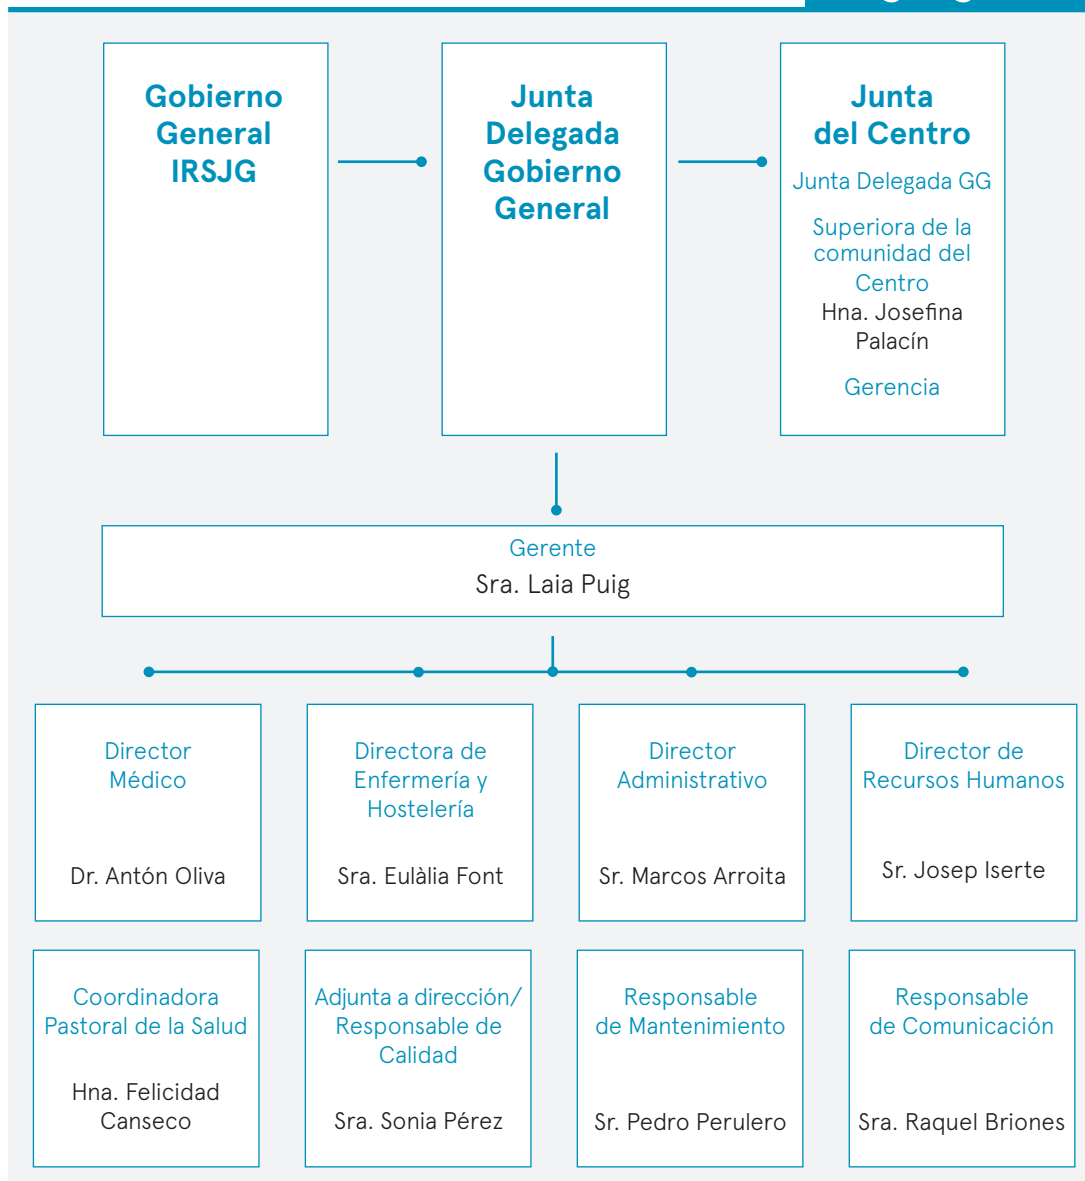 Gobierno
General
IRSJG
Junta
Delegada
Gobierno
General
Junta
del Centro
Junta Delegada GG
Superiora de la
comunidad del
Centro
Hna. Josefina
Palacín
Gerencia
Gerente
Sra. Laia Puig
Director
Médico
Dr. Antón Oliva
Directora de
Enfermería y
Hostelería
Sra. Eulàlia Font
Director
Administrativo
Sr. Marcos Arroita
Director de
Recursos Humanos
Sr. Josep Iserte
Coordinadora
Pastoral de la Salud
Hna. Felicidad
Canseco
Adjunta a dirección/
Responsable de
Calidad
Sra. Sonia Pérez
Responsable
de Mantenimiento
Sr. Pedro Perulero
Responsable
de Comunicación
Sra. Raquel Briones